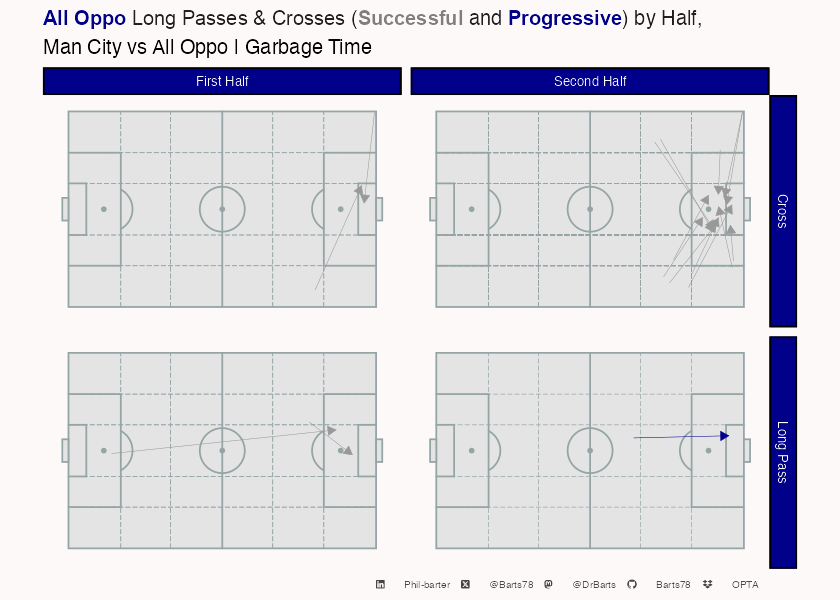 All Oppo Long Passes & Crosses (Successful and Progressive) by Half,
Man City vs All Oppo I Garbage Time
First Half
Second Half
Cross
Long Pass
Phil-barter @Barts78 @DrBarts Barts78 OPTA